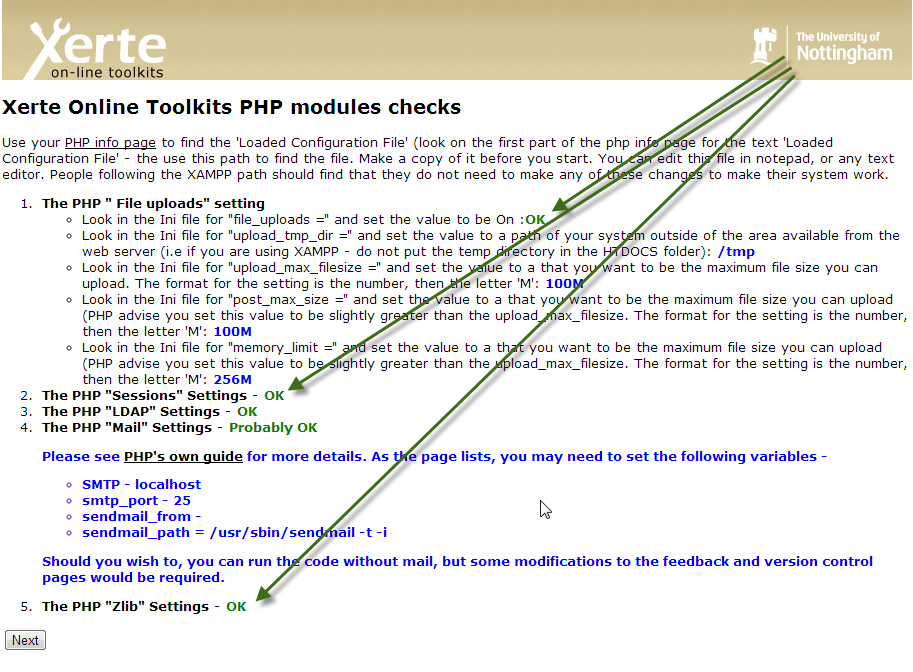 Xerte
on-line toolkits
The University of
Nottingham
Xerte Online Toolkits PHP modules checks
Use your PHP info page to find the 'Loaded Configuration File' (look on the first part of the php info page for the text 'Loaded
Configuration File' - the use this path to find the file. Make a copy of it before you start. You can edit this file in notepad, or any text
editor. People following the XAMPP path should find that they do not need to make any of these changes to make their system work.
1. The PHP " File uploads" setting
Look in the Ini file for "file_uploads =" and set the value to be On :OK
Look in the Ini file for "upload_tmp_dir =" and set the value to a path of your system outside of the area available from the
web server (i.e if you are using XAMPP - do not put the temp directory in the HTDOCS folder): /tmp
Look in the Ini file for "upload_max_filesize =" and set the value to a that you want to be the maximum file size you can
upload. The format for the setting is the number, then the letter 'M': 100M
Look in the Ini file for "post_max_size =" and set the value to a that you want to be the maximum file size you can upload
(PHP advise you set this value to be slightly greater than the upload_max_filesize. The format for the setting is the number,
then the letter 'M': 100M
Look in the Ini file for "memory_limit =" and set the value to a that you want to be the maximum file size you can upload
(PHP advise you set this value to be slightly greater than the upload_max_filesize. The format for the setting is the number,
then the letter 'M': 256M
2. The PHP "Sessions" Settings - OK
3. The PHP "LDAP" Settings - OK
4. The PHP "Mail" Settings - Probably OK
Please see PHP's own guide for more details. As the page lists, you may need to set the following variables -
SMTP - localhost
smtp_port - 25
sendmail_from -
sendmail_path = /usr/sbin/sendmail -t -i
Should you wish to, you can run the code without mail, but some modifications to the feedback and version control
pages would be required.
5. The PHP "Zlib" Settings - OK
Next